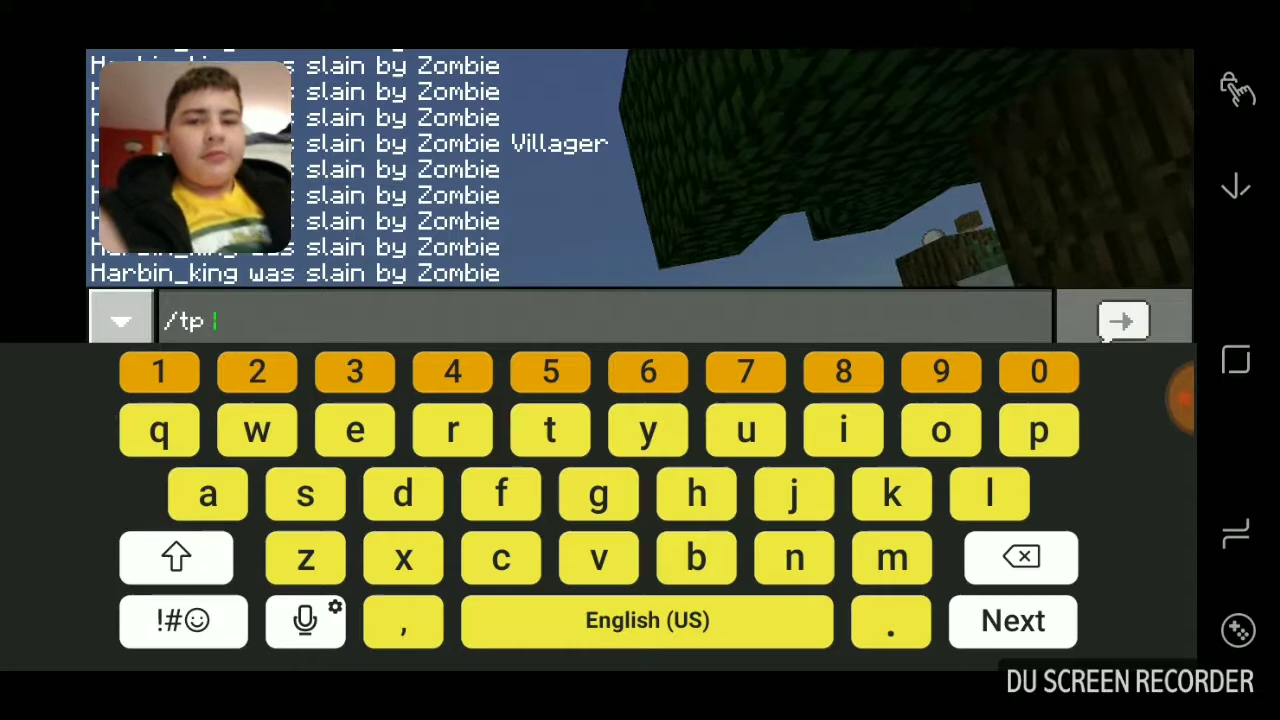 slain by Zombie
slain by Zombie
slain by Zombie
slain by Zombie Villager
slain by Zombie
slain by Zombie
slain by Zombie
slain by Zombie
Harbin_king was slain by Zombie
/tp
1 2 3 4 5 6 7 8 9 0
q w e r t y u i o p
a s d f g h j k l
z x c v b n m
!#☺ , English (US) . Next
DU SCREEN RECORDER